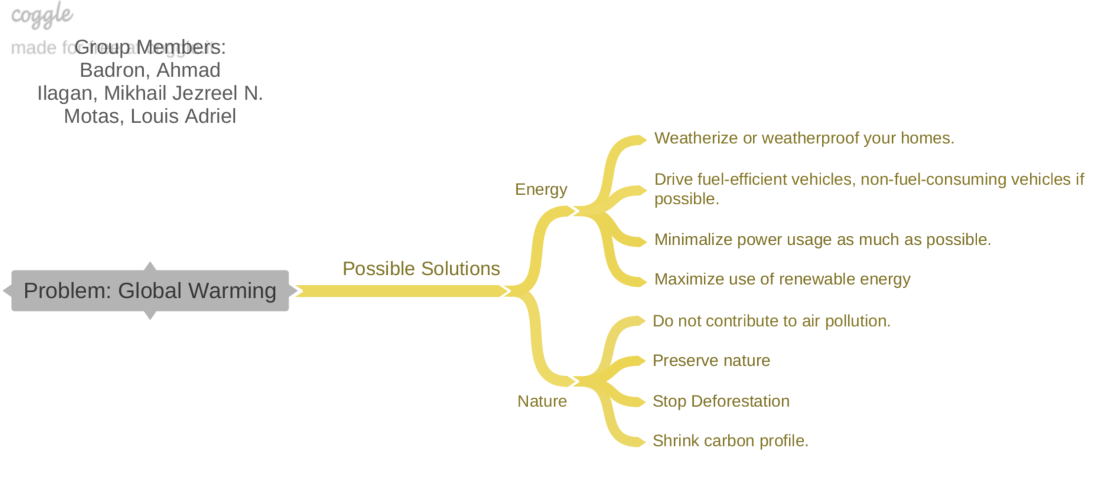 coggle
made for free at coggle.it
Group Members:
Badron, Ahmad
Ilagan, Mikhail Jezreel N.
Motas, Louis Adriel
Problem: Global Warming
Possible Solutions
Energy
Weatherize or weatherproof your homes.
Drive fuel-efficient vehicles, non-fuel-consuming vehicles if
possible.
Minimalize power usage as much as possible.
Maximize use of renewable energy
Nature
Do not contribute to air pollution.
Preserve nature
Stop Deforestation
Shrink carbon profile.